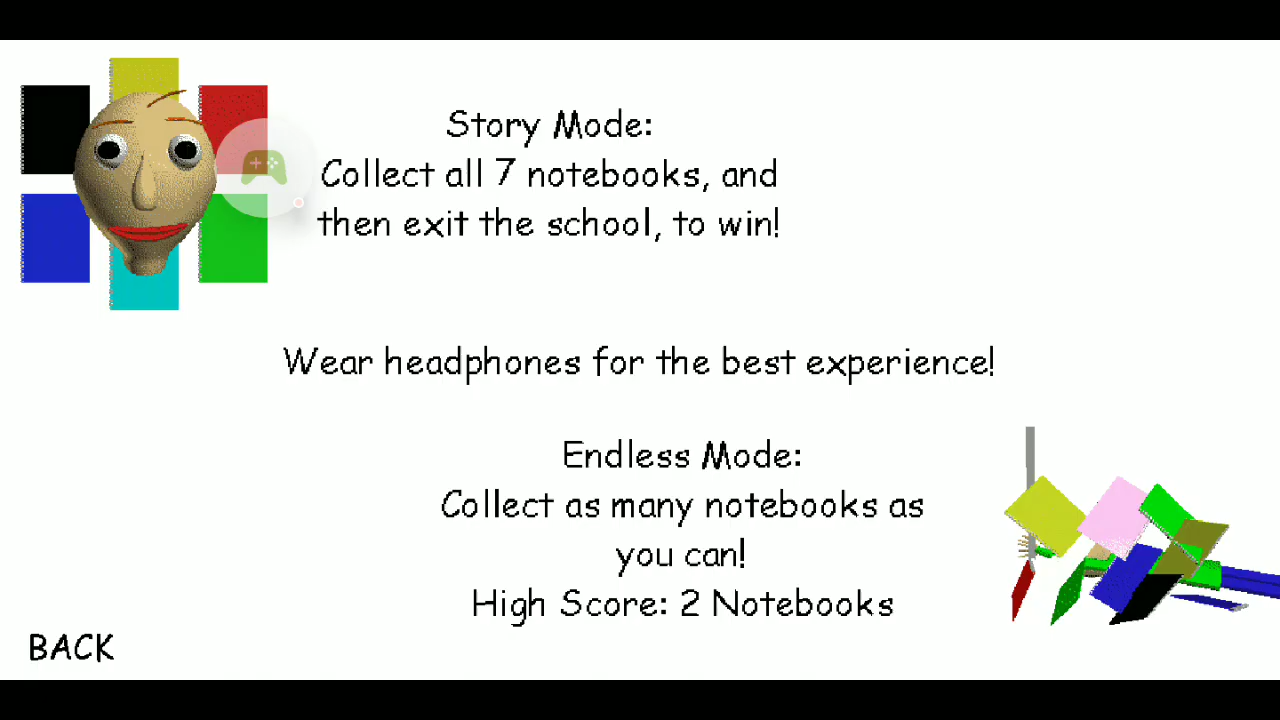 Story Mode:
Collect all 7 notebooks, and
then exit the school, to win!
Wear headphones for the best experience!
Endless Mode:
Collect as many notebooks as
you can!
High Score: 2 Notebooks
BACK